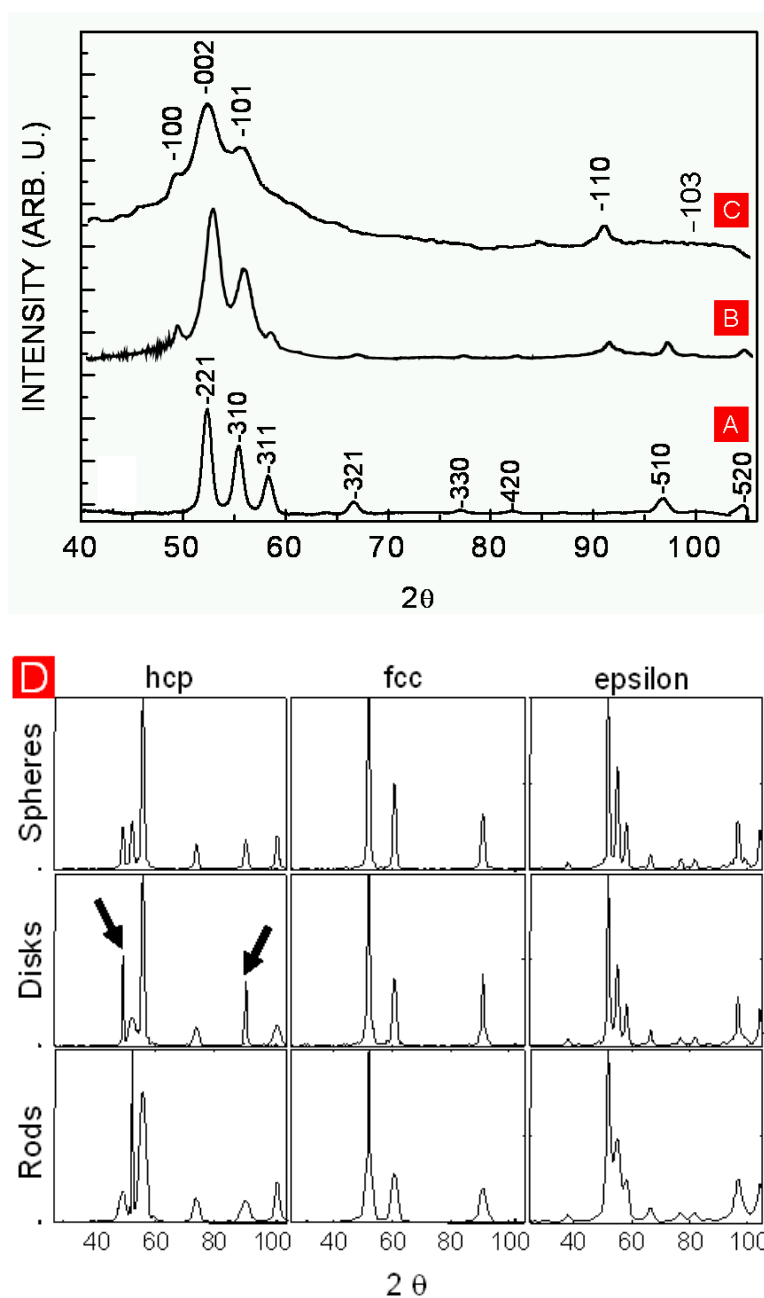 INTENSITY (ARB. U.)
-100
-002
-101
-110
-103
C
B
-221
-310
-311
-321
-330
-420
-510
-520
A
40 50 60 70 80 90 100
2θ
D
hcp fcc epsilon
Spheres
Disks
Rods
40 60 80 100 40 60 80 100 40 60 80 100
2 θ